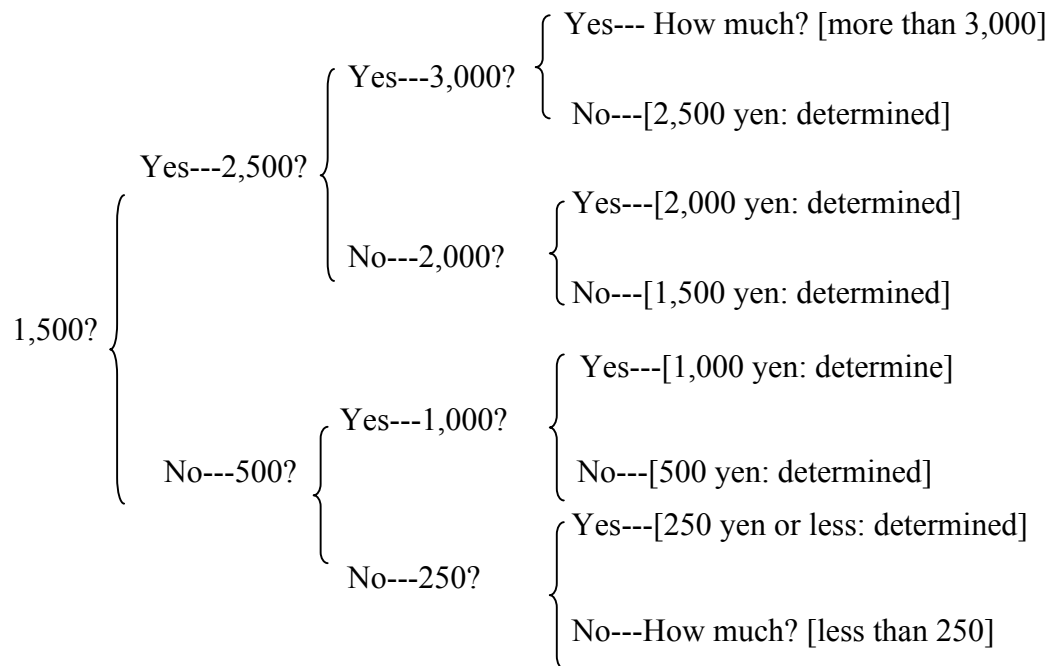 Yes--- How much? [more than 3,000]
Yes---3,000?
No---[2,500 yen: determined]
Yes---2,500?
Yes---[2,000 yen: determined]
No---2,000?
No---[1,500 yen: determined]
1,500?
Yes---[1,000 yen: determine]
Yes---1,000?
No---500?
No---[500 yen: determined]
Yes---[250 yen or less: determined]
No---250?
No---How much? [less than 250]